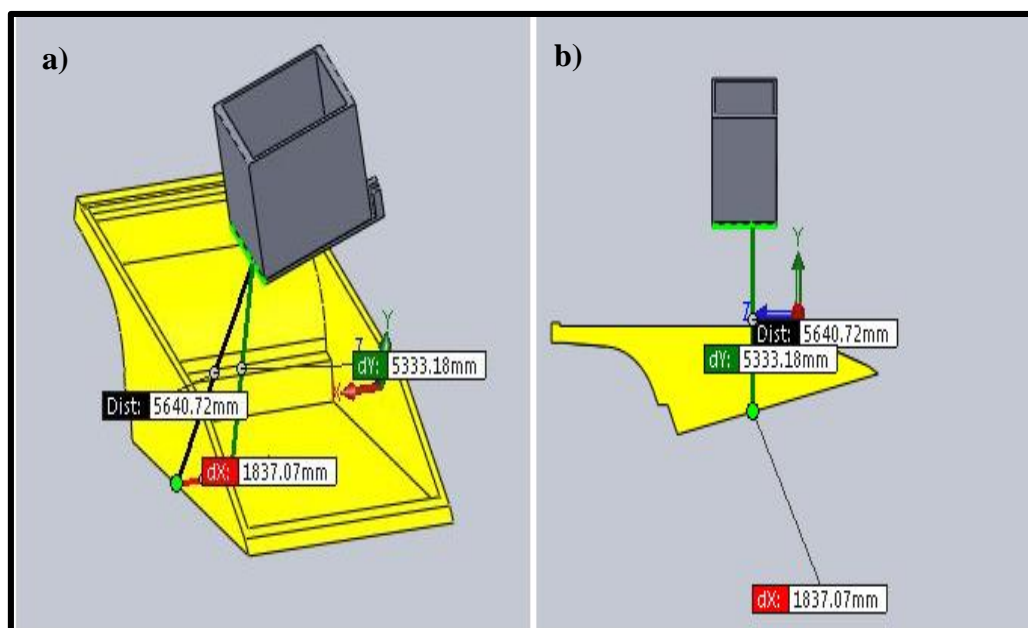 a)
Y
Z
dY: 5333.18mm
X
Dist: 5640.72mm
dX: 1837.07mm
b)
Y
Z
Dist: 5640.72mm
dY: 5333.18mm
dX: 1837.07mm